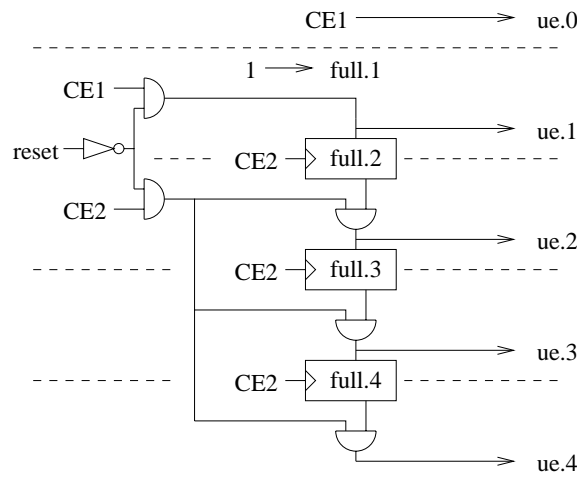 CE1 ue.0
1 full.1
CE1
ue.1
reset
CE2 full.2
CE2
ue.2
CE2 full.3
ue.3
CE2 full.4
ue.4